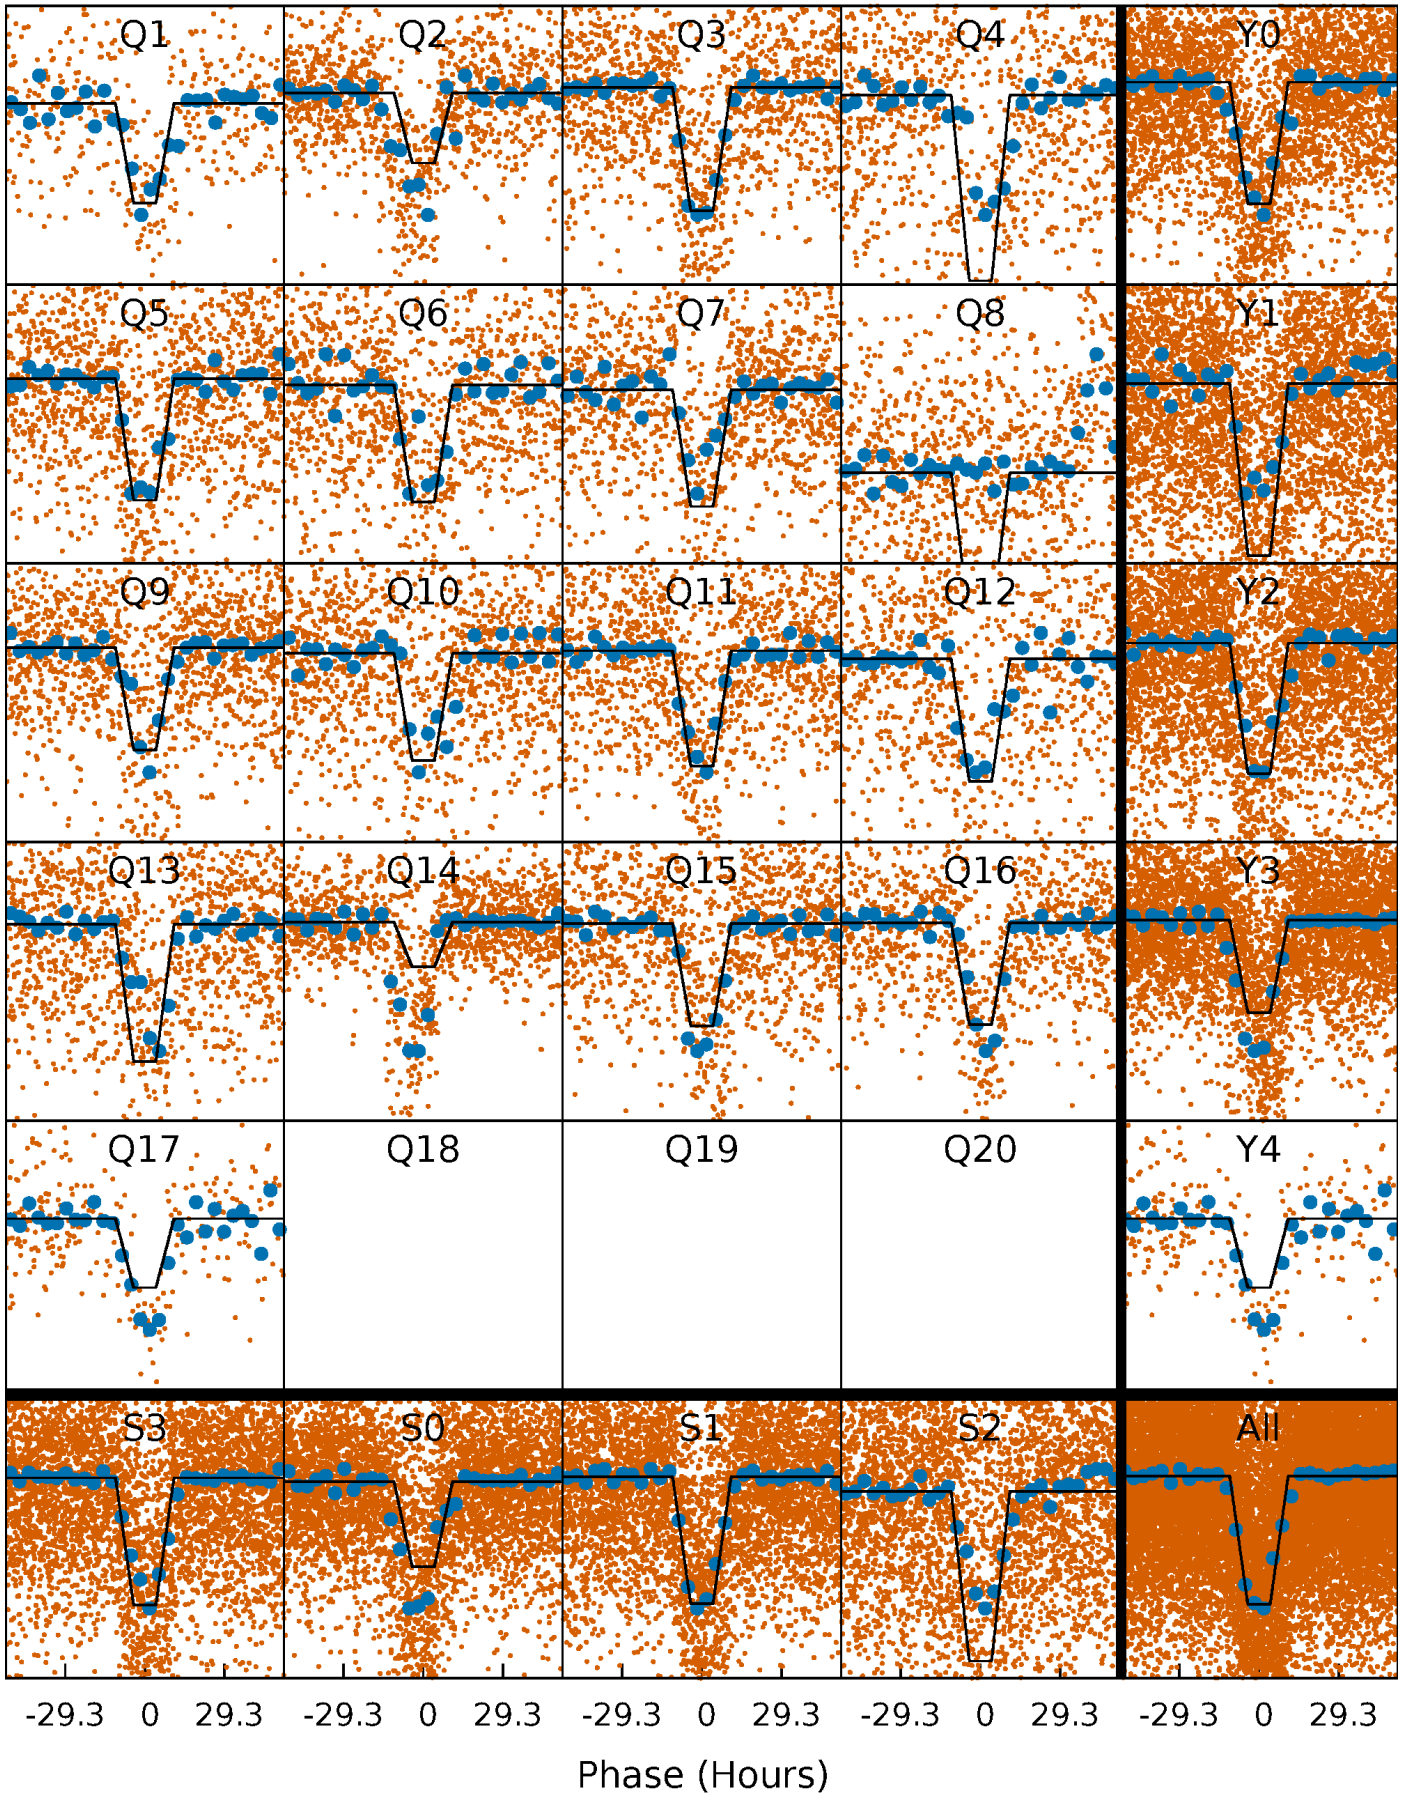 Q1 Q2 Q3 Q4 Y0
Q5 Q6 Q7 Q8 Y1
Q9 Q10 Q11 Q12 Y2
Q13 Q14 Q15 Q16 Y3
Q17 Q18 Q19 Q20 Y4
S3 S0 S1 S2 All
-29.3 0 29.3 -29.3 0 29.3 -29.3 0 29.3 -29.3 0 29.3 -29.3 0 29.3
Phase (Hours)